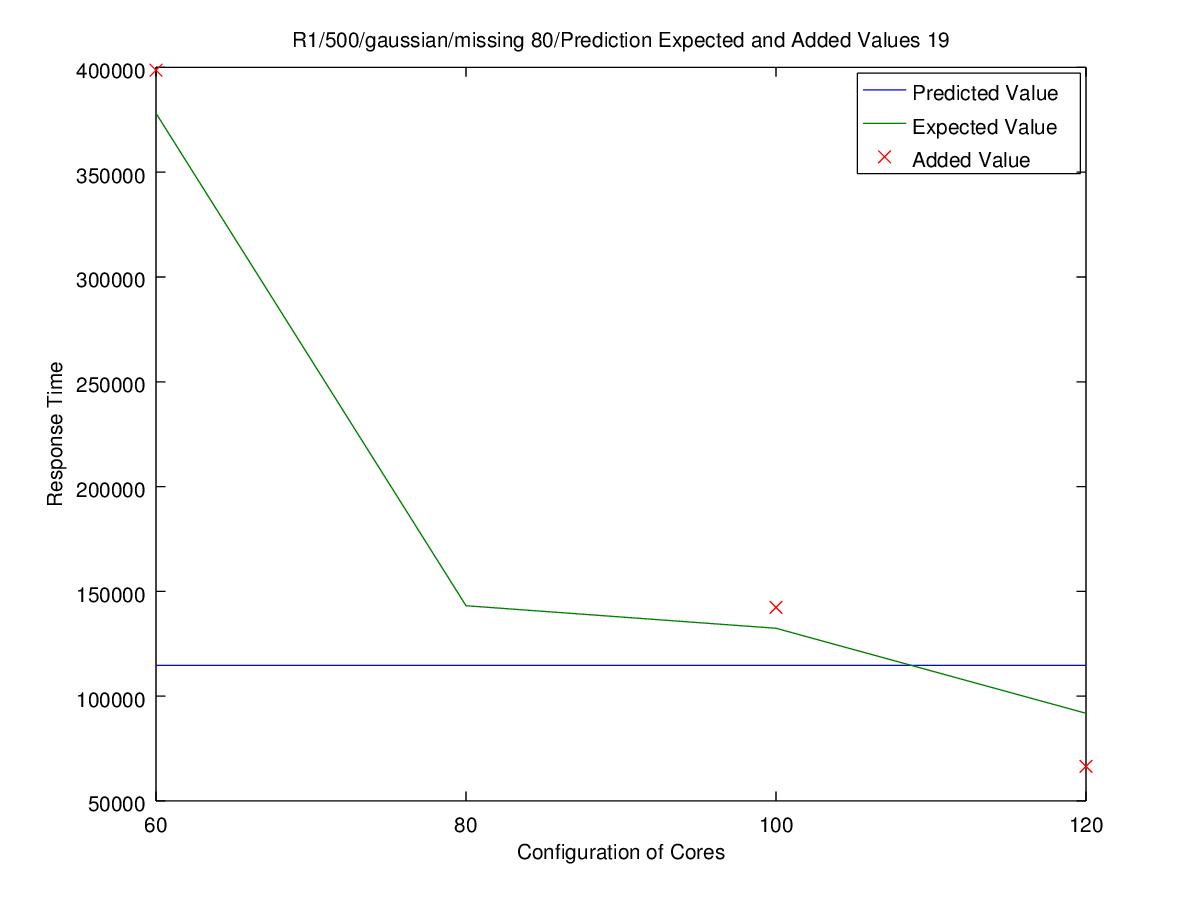 R1/500/gaussian/missing 80/Prediction Expected and Added Values 19
400000
350000
300000
250000
200000
150000
100000
50000
Response Time
Predicted Value
Expected Value
Added Value
60 80 100 120
Configuration of Cores